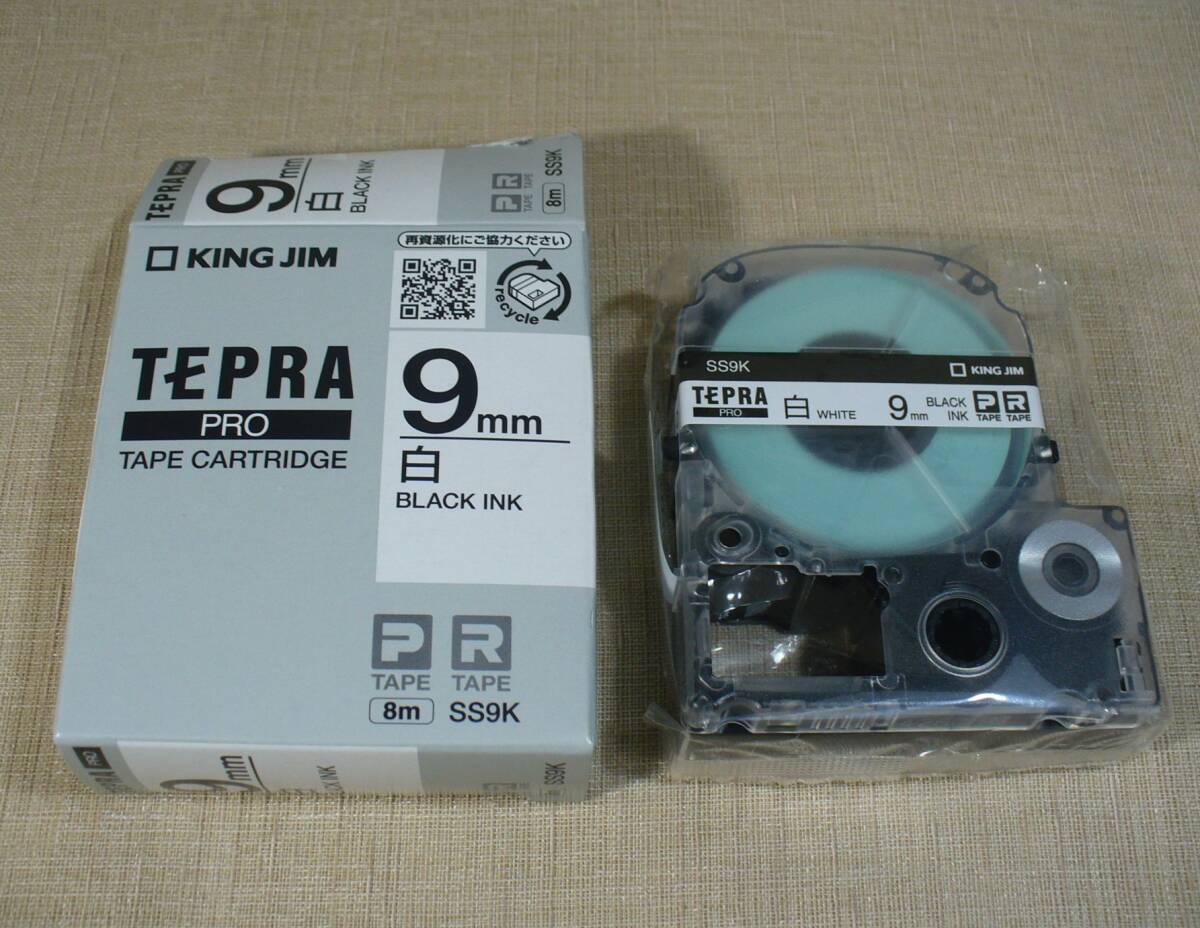 TEPRA PRO
9mm
白
BLACK INK
P TAPE R TAPE
8m SS9K
KING JIM
再資源化にご協力ください
recycle
TEPRA
PRO
TAPE CARTRIDGE
9mm
白
BLACK INK
P R
TAPE TAPE
8m SS9K
TEPRA PRO
9mm
BLACK INK
SS9K
SS9K KING JIM
TEPRA
PRO
白 WHITE 9mm
BLACK
INK
P R
TAPE TAPE